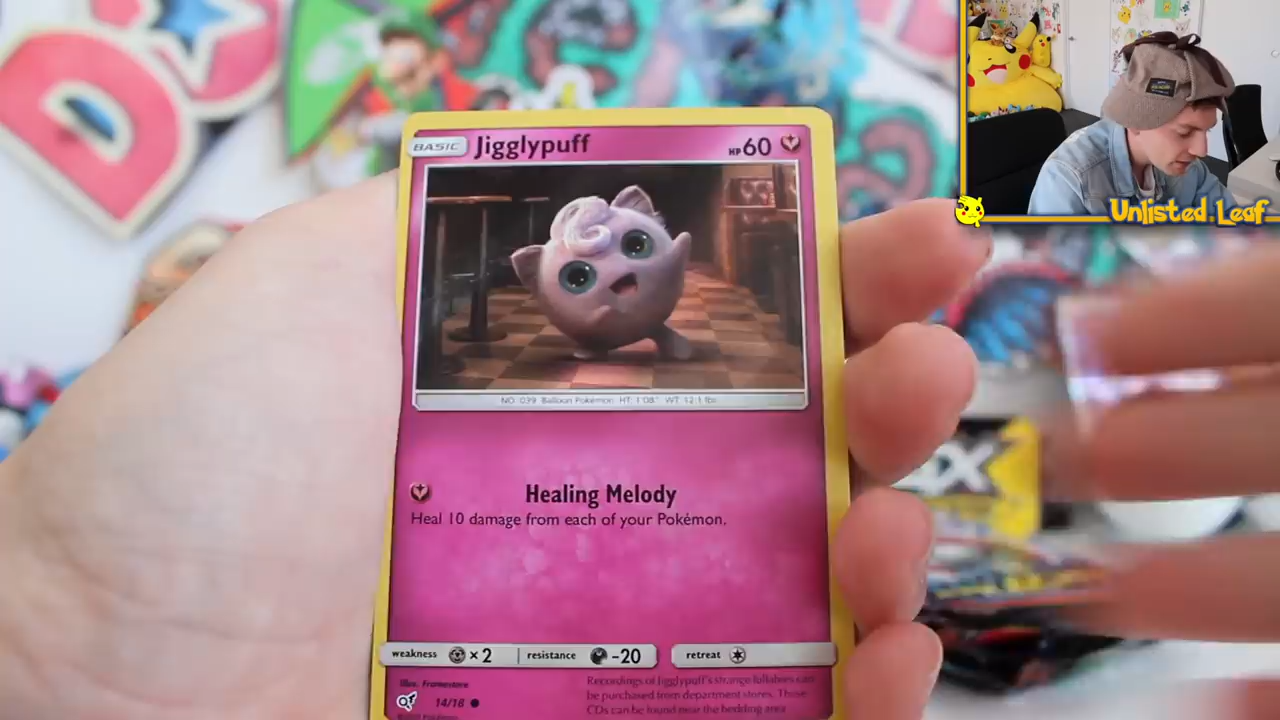 BASIC Jigglypuff HP 60
NO. 039 Balloon Pokémon HT: 1'08" WT: 12.1 lbs
Healing Melody
Heal 10 damage from each of your Pokémon.
weakness ×2 resistance -20 retreat
Illus. Framestore
Recordings of Jigglypuff's strange lullabies can
be purchased from department stores. These
CDs can be found near the bedding area
14/18
Unlisted Leaf